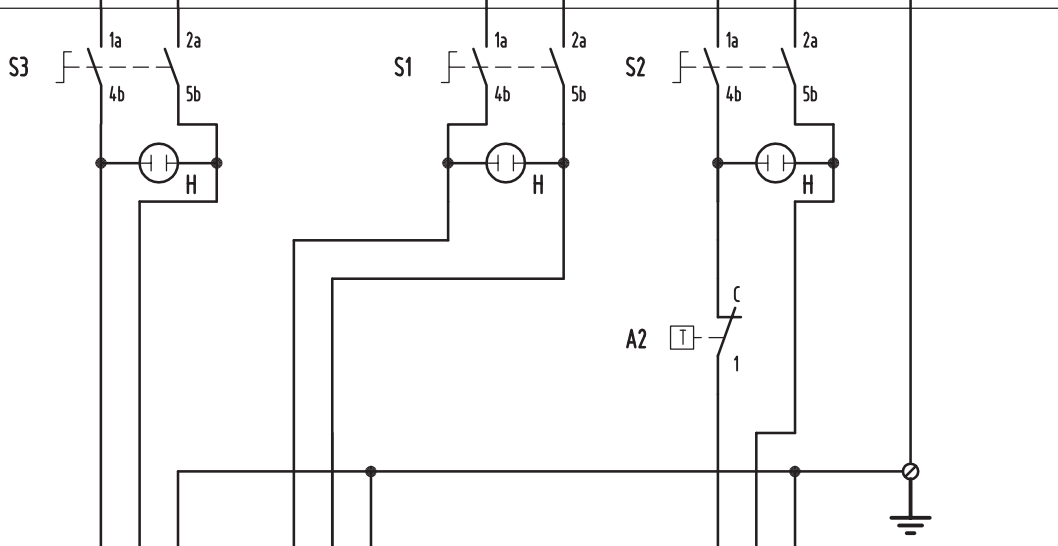 1a 2a 1a 2a 1a 2a
S3 S1 S2
4b 5b 4b 5b 4b 5b
H H H
C
A2 T
1